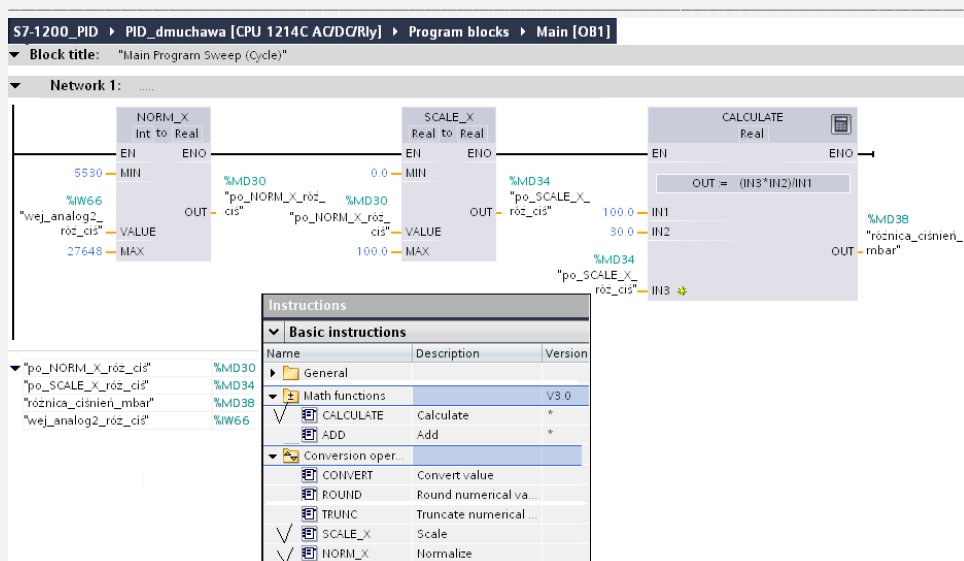 S7-1200_PID ▸ PID_dmuchawa [CPU 1214C AC/DC/Rly] ▸ Program blocks ▸ Main [OB1]
Block title: "Main Program Sweep (Cycle)"
Network 1: .....
NORM_X
Int to Real
EN ENO
5530 MIN
%IW66
"wej_analog2_
róż_ciś" VALUE
27648 MAX
OUT
%MD30
"po_NORM_X_róż_
ciś"
SCALE_X
Real to Real
EN ENO
0.0 MIN
%MD30
"po_NORM_X_róż_
ciś" VALUE
100.0 MAX
OUT
%MD34
"po_SCALE_X_
róż_ciś"
CALCULATE
Real
EN ENO
OUT := (IN3*IN2)/IN1
100.0 IN1
30.0 IN2
%MD34
"po_SCALE_X_
róż_ciś" IN3
OUT
%MD38
"różnica_ciśnień_
mbar"
"po_NORM_X_róż_ciś" %MD30
"po_SCALE_X_róż_ciś" %MD34
"różnica_ciśnień_mbar" %MD38
"wej_analog2_róż_ciś" %IW66
Instructions
Basic instructions
Name Description Version
General
Math functions V3.0
CALCULATE Calculate *
ADD Add *
Conversion oper...
CONVERT Convert value
ROUND Round numerical va...
TRUNC Truncate numerical ...
SCALE_X Scale
NORM_X Normalize